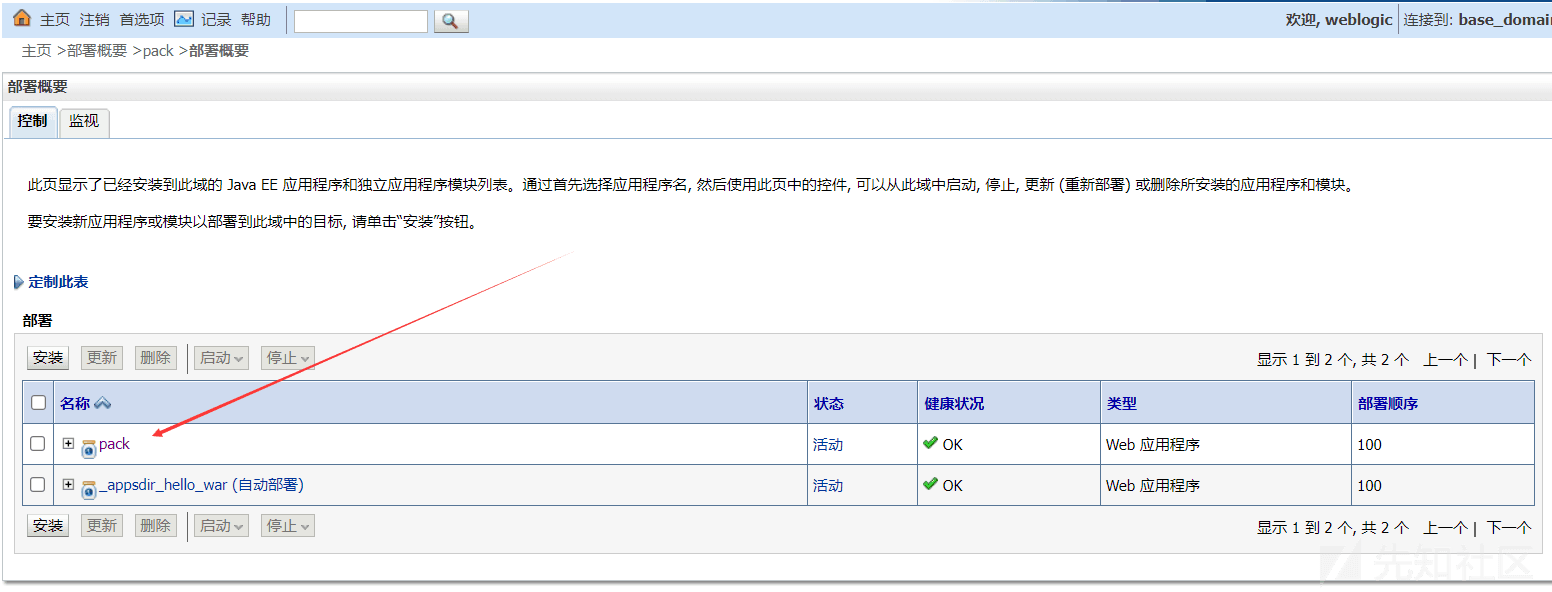 主页 注销 首选项 记录 帮助 欢迎, weblogic 连接到: base_domain
主页 >部署概要 >pack >部署概要
部署概要
控制 监视
此页显示了已经安装到此域的 Java EE 应用程序和独立应用程序模块列表。通过首先选择应用程序名, 然后使用此页中的控件, 可以从此域中启动, 停止, 更新 (重新部署) 或删除所安装的应用程序和模块。
要安装新应用程序或模块以部署到此域中的目标, 请单击“安装”按钮。
定制此表
部署
安装 更新 删除 启动 停止 显示 1 到 2 个, 共 2 个 上一个 | 下一个
名称 状态 健康状况 类型 部署顺序
pack 活动 OK Web 应用程序 100
_appsdir_hello_war (自动部署) 活动 OK Web 应用程序 100
安装 更新 删除 启动 停止 显示 1 到 2 个, 共 2 个 上一个 | 下一个
先知社区